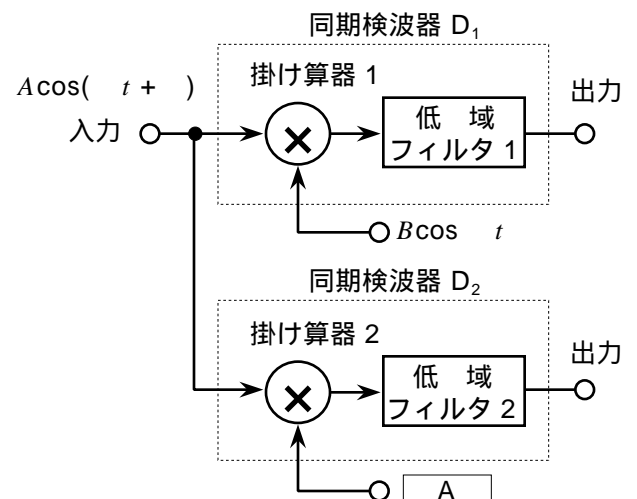 同期検波器 D₁
Acos( t + )
掛け算器 1
出力
入力
×
低 域
フィルタ 1
Bcos t
同期検波器 D₂
掛け算器 2
出力
×
低 域
フィルタ 2
A